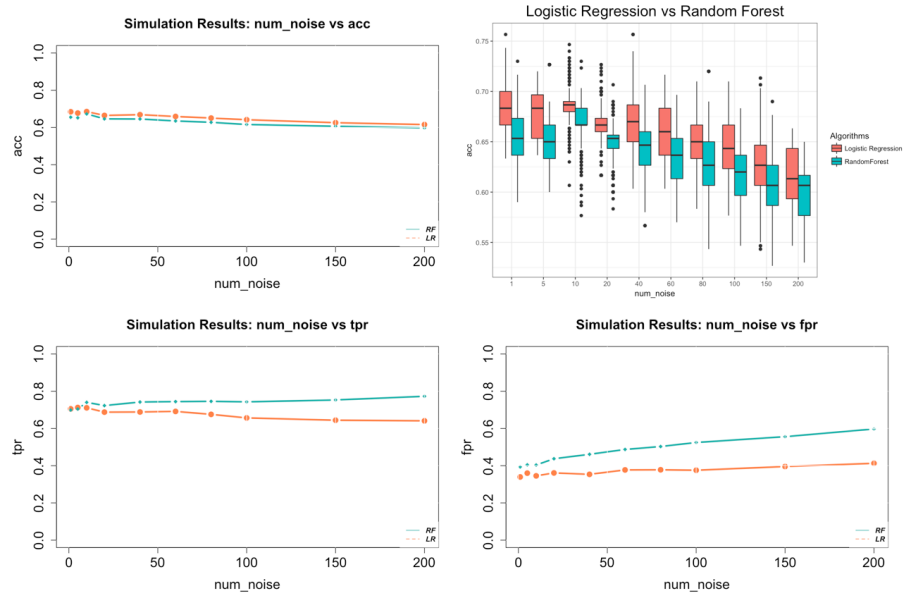 Simulation Results: num_noise vs acc
1.0
0.8
0.6
0.4
0.2
0.0
acc
0 50 100 150 200
num_noise
RF
LR
Logistic Regression vs Random Forest
0.75
0.70
0.65
0.60
0.55
acc
1 5 10 20 40 60 80 100 150 200
num_noise
Algorithms
Logistic Regression
RandomForest
Simulation Results: num_noise vs tpr
1.0
0.8
0.6
0.4
0.2
0.0
tpr
0 50 100 150 200
num_noise
RF
LR
Simulation Results: num_noise vs fpr
1.0
0.8
0.6
0.4
0.2
0.0
fpr
0 50 100 150 200
num_noise
RF
LR